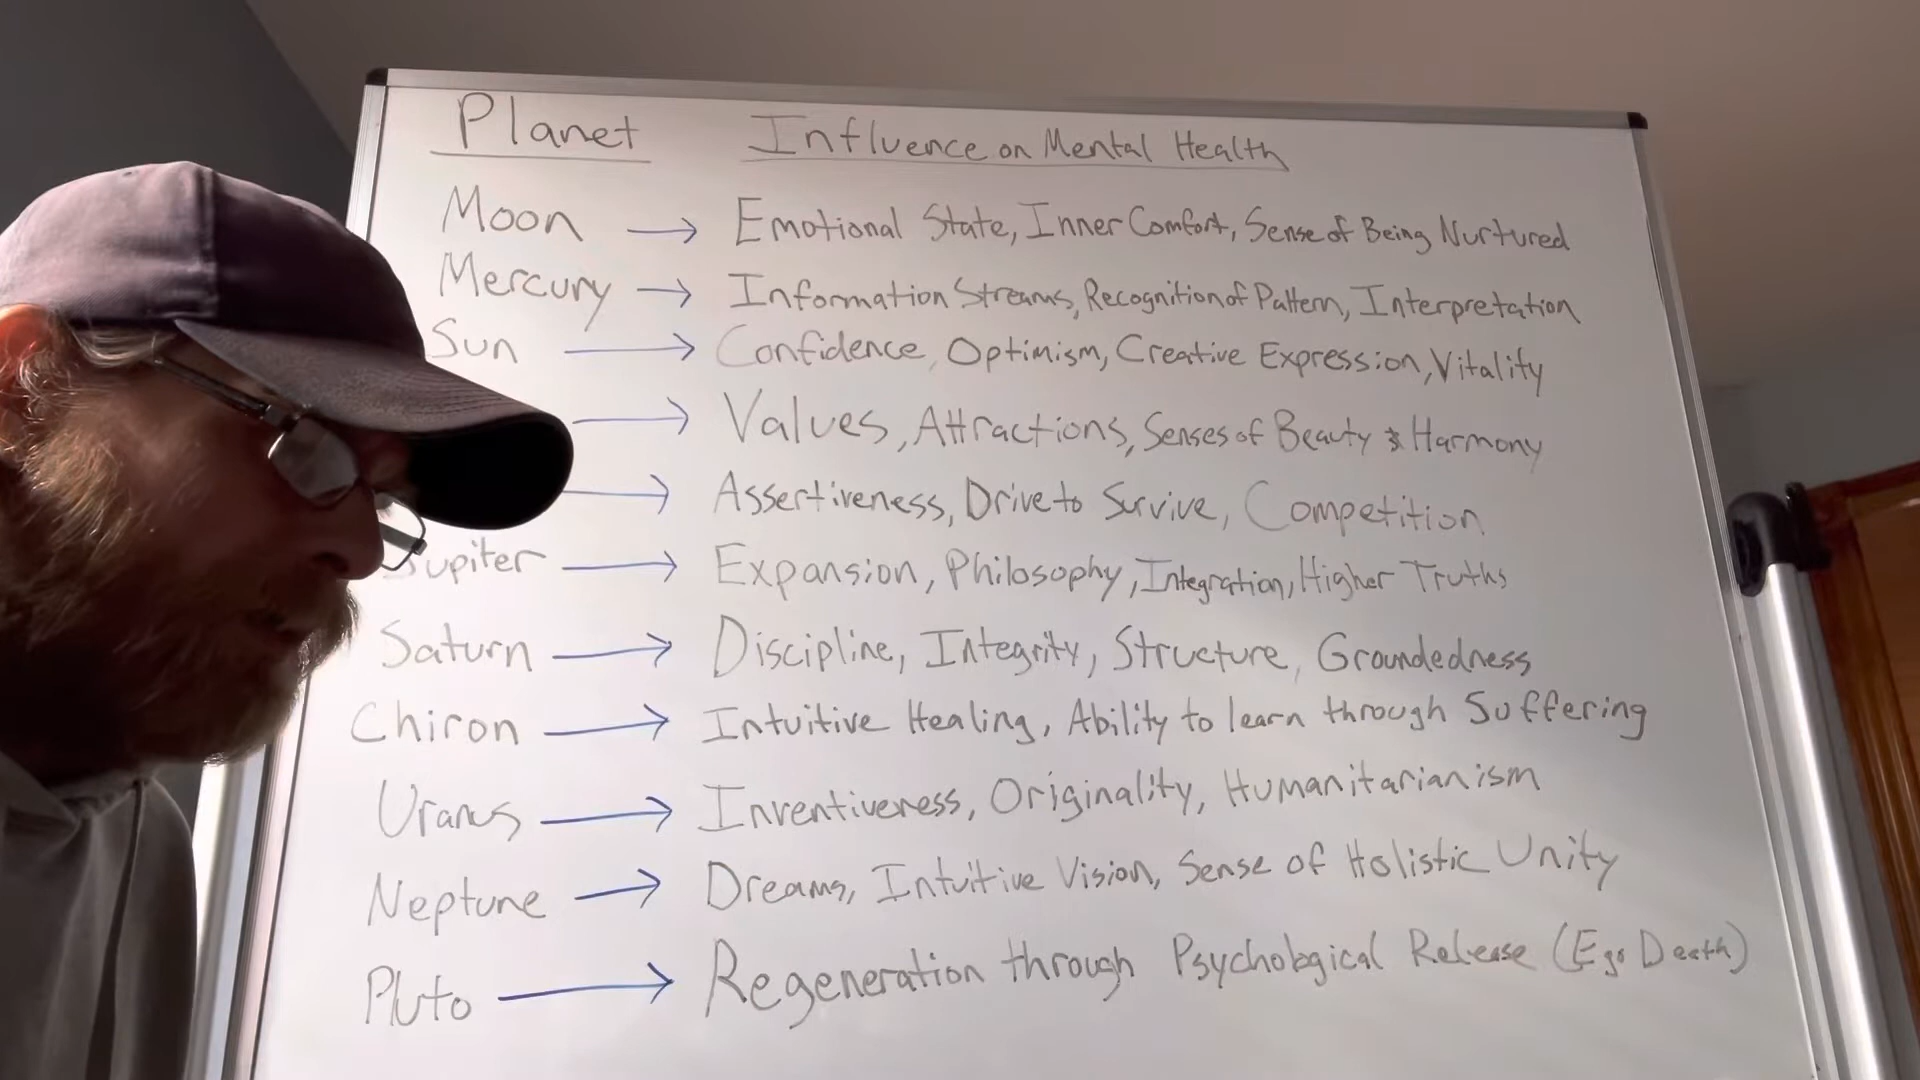 Planet Influence on Mental Health
Moon → Emotional State, Inner Comfort, Sense of Being Nurtured
Mercury → Information Streams, Recognition of Pattern, Interpretation
Sun → Confidence, Optimism, Creative Expression, Vitality
→ Values, Attractions, Senses of Beauty & Harmony
→ Assertiveness, Drive to Survive, Competition
Jupiter → Expansion, Philosophy, Integration, Higher Truths
Saturn → Discipline, Integrity, Structure, Groundedness
Chiron → Intuitive Healing, Ability to learn through Suffering
Uranus → Inventiveness, Originality, Humanitarianism
Neptune → Dreams, Intuitive Vision, Sense of Holistic Unity
Pluto → Regeneration through Psychological Release (Ego Death)